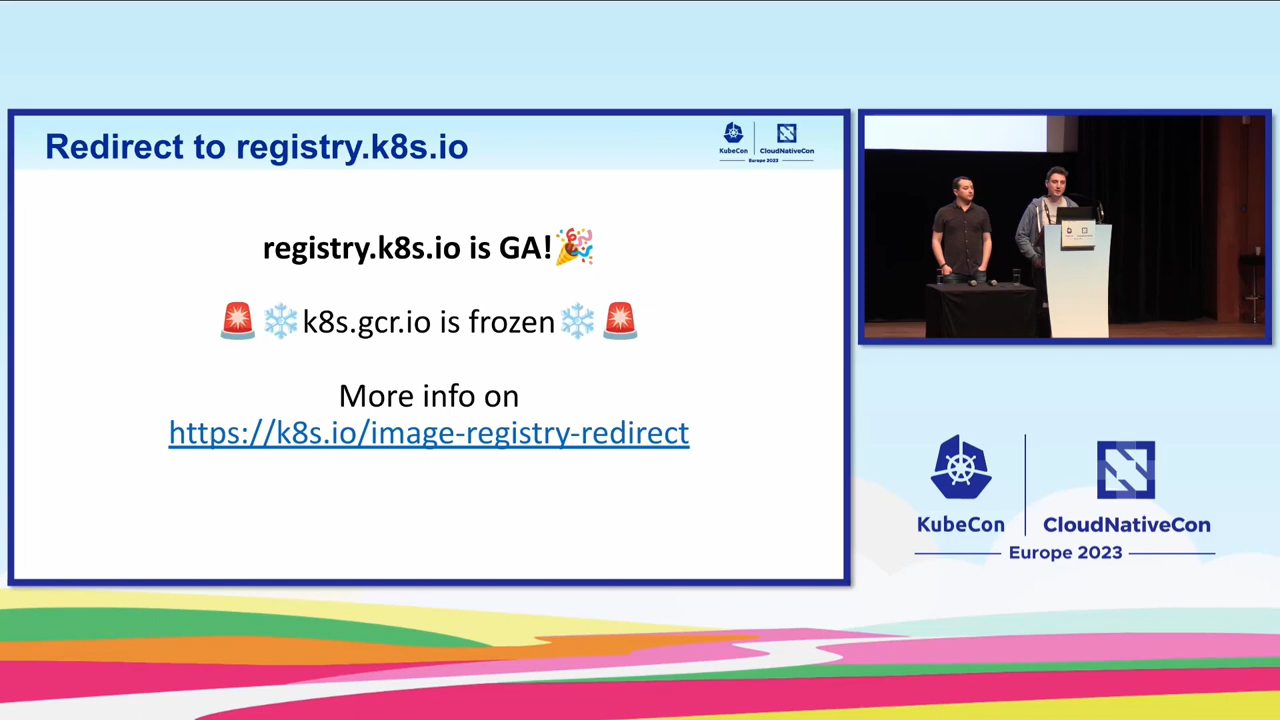 Redirect to registry.k8s.io
KubeCon
CloudNativeCon
Europe 2023
registry.k8s.io is GA!🎉
🚨❄️k8s.gcr.io is frozen❄️🚨
More info on
https://k8s.io/image-registry-redirect
KubeCon
CloudNativeCon
Europe 2023